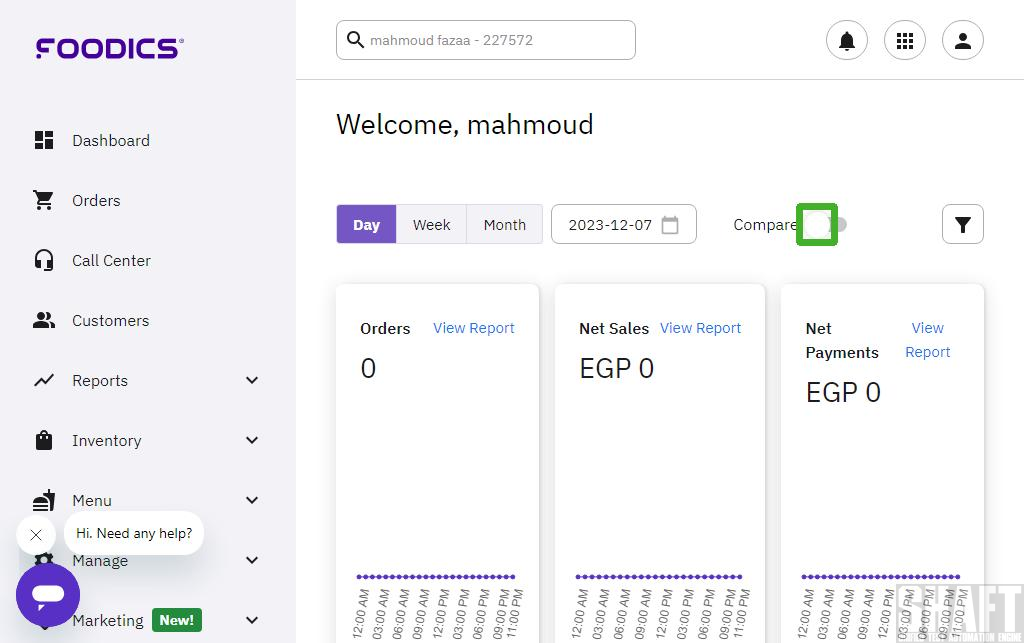 FOODICS
mahmoud fazaa - 227572
Welcome, mahmoud
Dashboard
Orders
Call Center
Customers
Reports
Inventory
Menu
Hi. Need any help?
Manage
Marketing New!
Day Week Month 2023-12-07 Compare
Orders View Report
0
Net Sales View Report
EGP 0
Net Payments View Report
EGP 0
12:00 AM 03:00 AM 06:00 AM 09:00 AM 12:00 PM 03:00 PM 06:00 PM 09:00 PM 11:00 PM
12:00 AM 03:00 AM 06:00 AM 09:00 AM 12:00 PM 03:00 PM 06:00 PM 09:00 PM 11:00 PM
12:00 AM 03:00 AM 06:00 AM 09:00 AM 12:00 PM 03:00 PM 06:00 PM 09:00 PM 11:00 PM
SHAFT